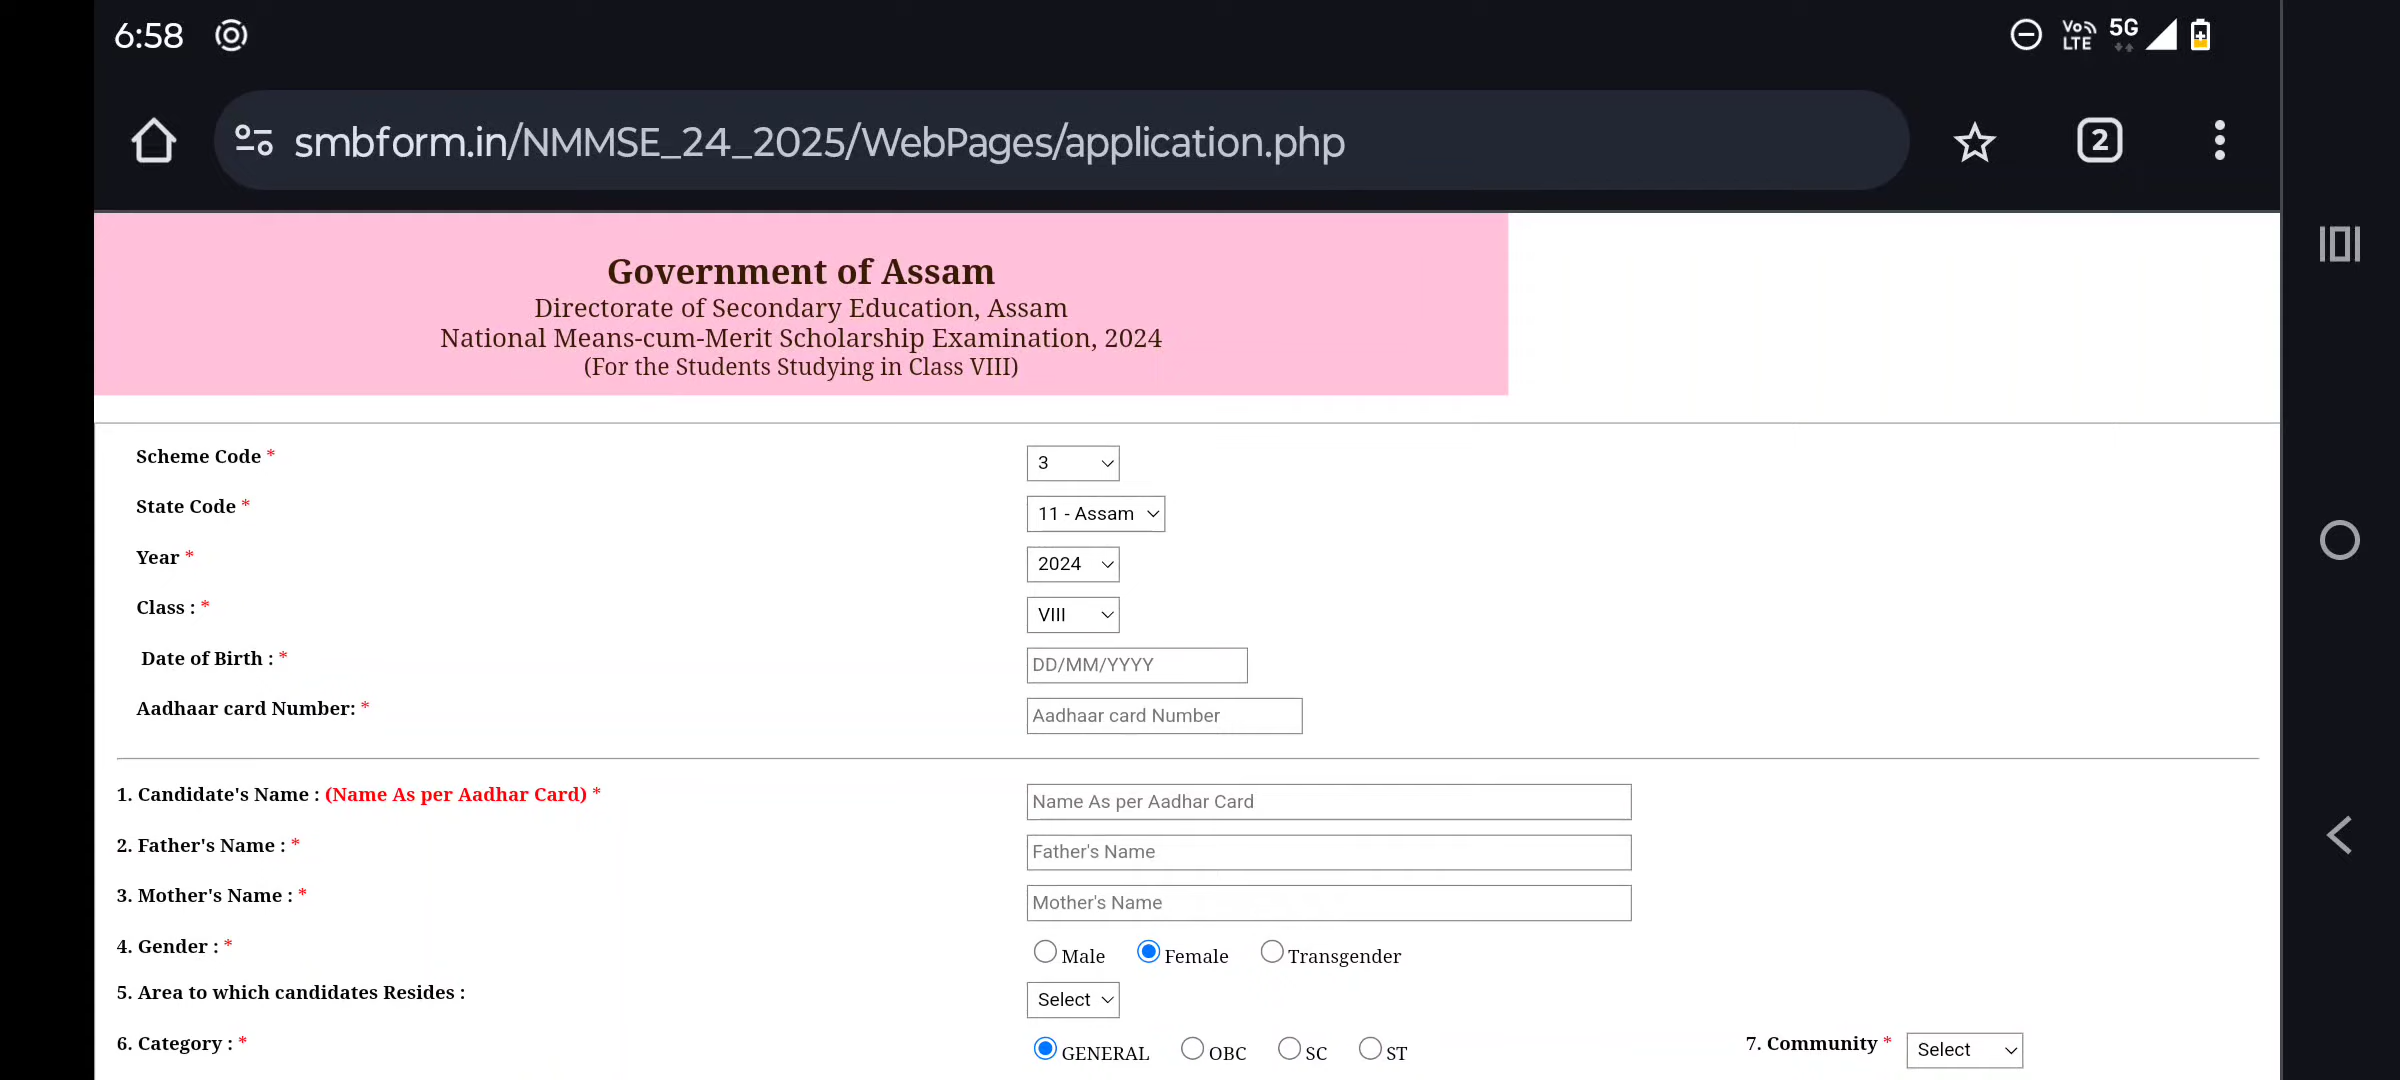 6:58
Vo LTE 5G
smbform.in/NMMSE_24_2025/WebPages/application.php
2
Government of Assam
Directorate of Secondary Education, Assam
National Means-cum-Merit Scholarship Examination, 2024
(For the Students Studying in Class VIII)
Scheme Code * 3
State Code * 11 - Assam
Year * 2024
Class : * VIII
Date of Birth : * DD/MM/YYYY
Aadhaar card Number: * Aadhaar card Number
1. Candidate's Name : (Name As per Aadhar Card) * Name As per Aadhar Card
2. Father's Name : * Father's Name
3. Mother's Name : * Mother's Name
4. Gender : * Male Female Transgender
5. Area to which candidates Resides : Select
6. Category : * GENERAL OBC SC ST 7. Community * Select